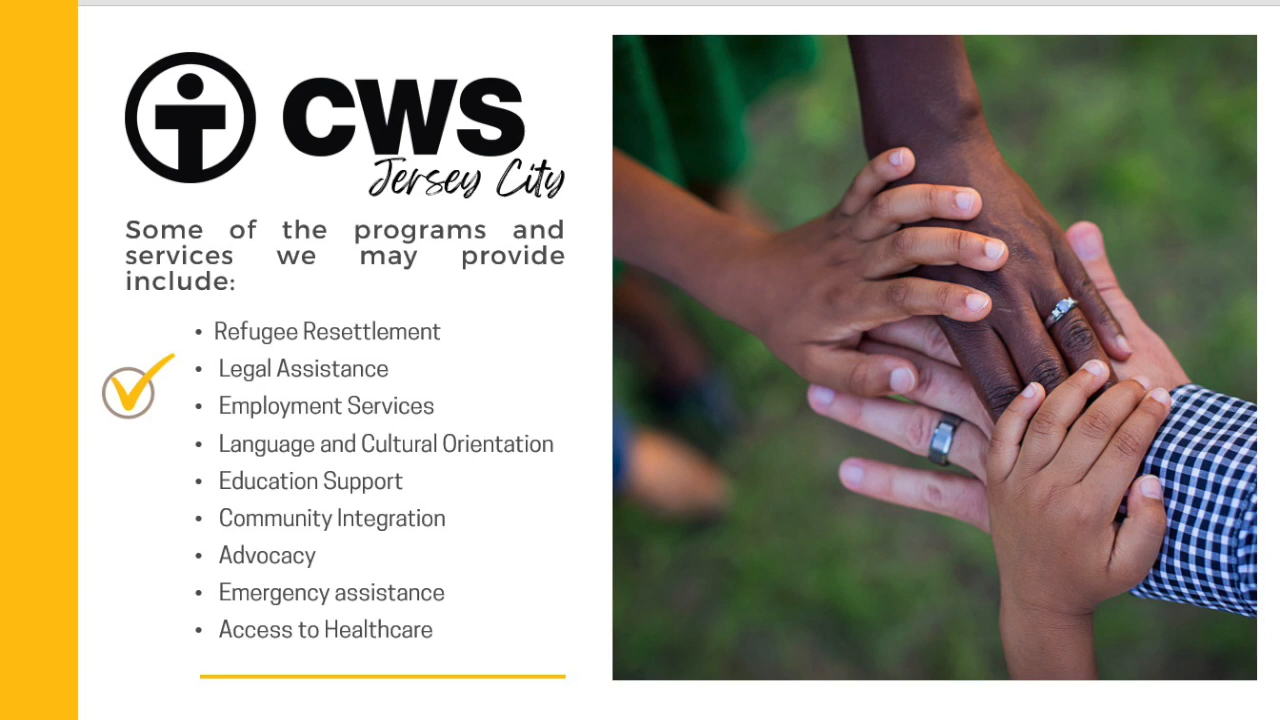 CWS
Jersey City
Some of the programs and
services we may provide
include:
• Refugee Resettlement
• Legal Assistance
• Employment Services
• Language and Cultural Orientation
• Education Support
• Community Integration
• Advocacy
• Emergency assistance
• Access to Healthcare